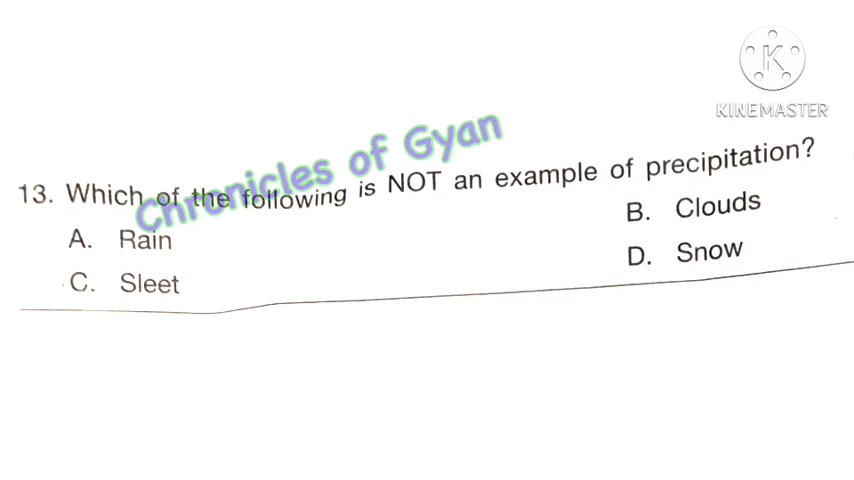 K
KINEMASTER
Chronicles of Gyan
13. Which of the following is NOT an example of precipitation?
A. Rain
B. Clouds
C. Sleet
D. Snow